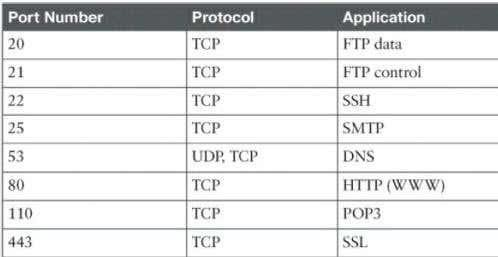 Port Number Protocol Application
20 TCP FTP data
21 TCP FTP control
22 TCP SSH
25 TCP SMTP
53 UDP, TCP DNS
80 TCP HTTP (WWW)
110 TCP POP3
443 TCP SSL